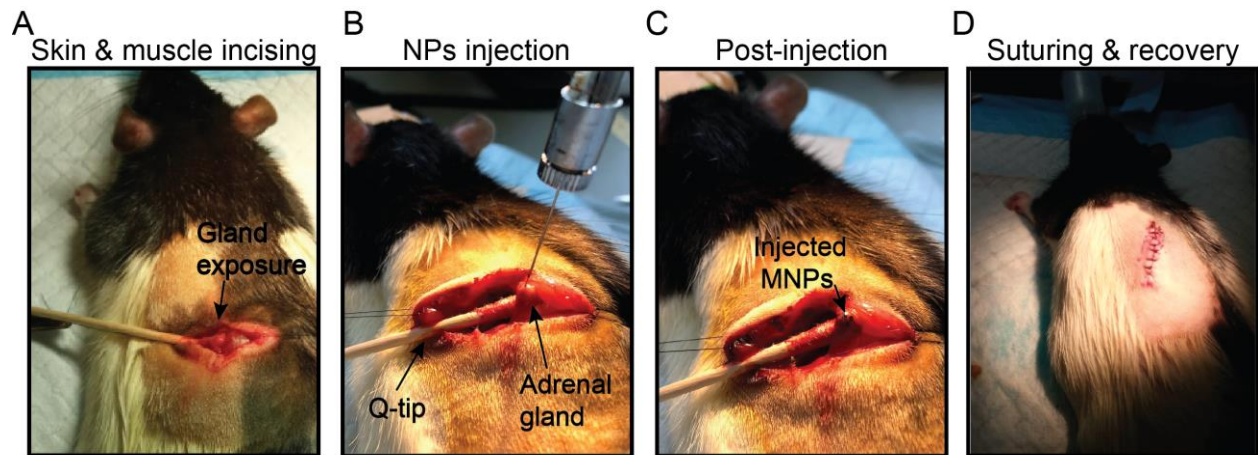 A
Skin & muscle incising
B
NPs injection
C
Post-injection
D
Suturing & recovery
Gland
exposure
Q-tip
Adrenal
gland
Injected
MNPs